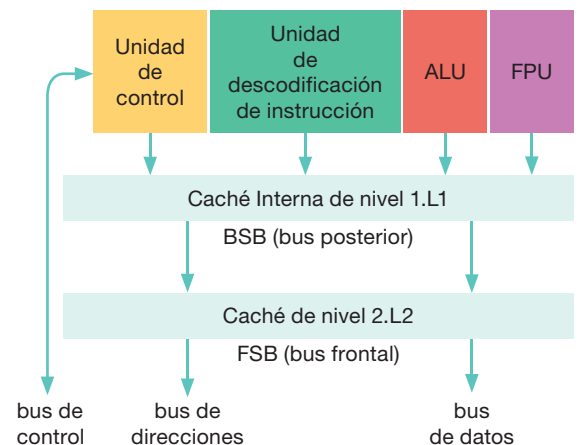 Unidad
de
control
Unidad
de
descodificación
de instrucción
ALU
FPU
Caché Interna de nivel 1.L1
BSB (bus posterior)
Caché de nivel 2.L2
FSB (bus frontal)
bus de
control
bus de
direcciones
bus
de datos